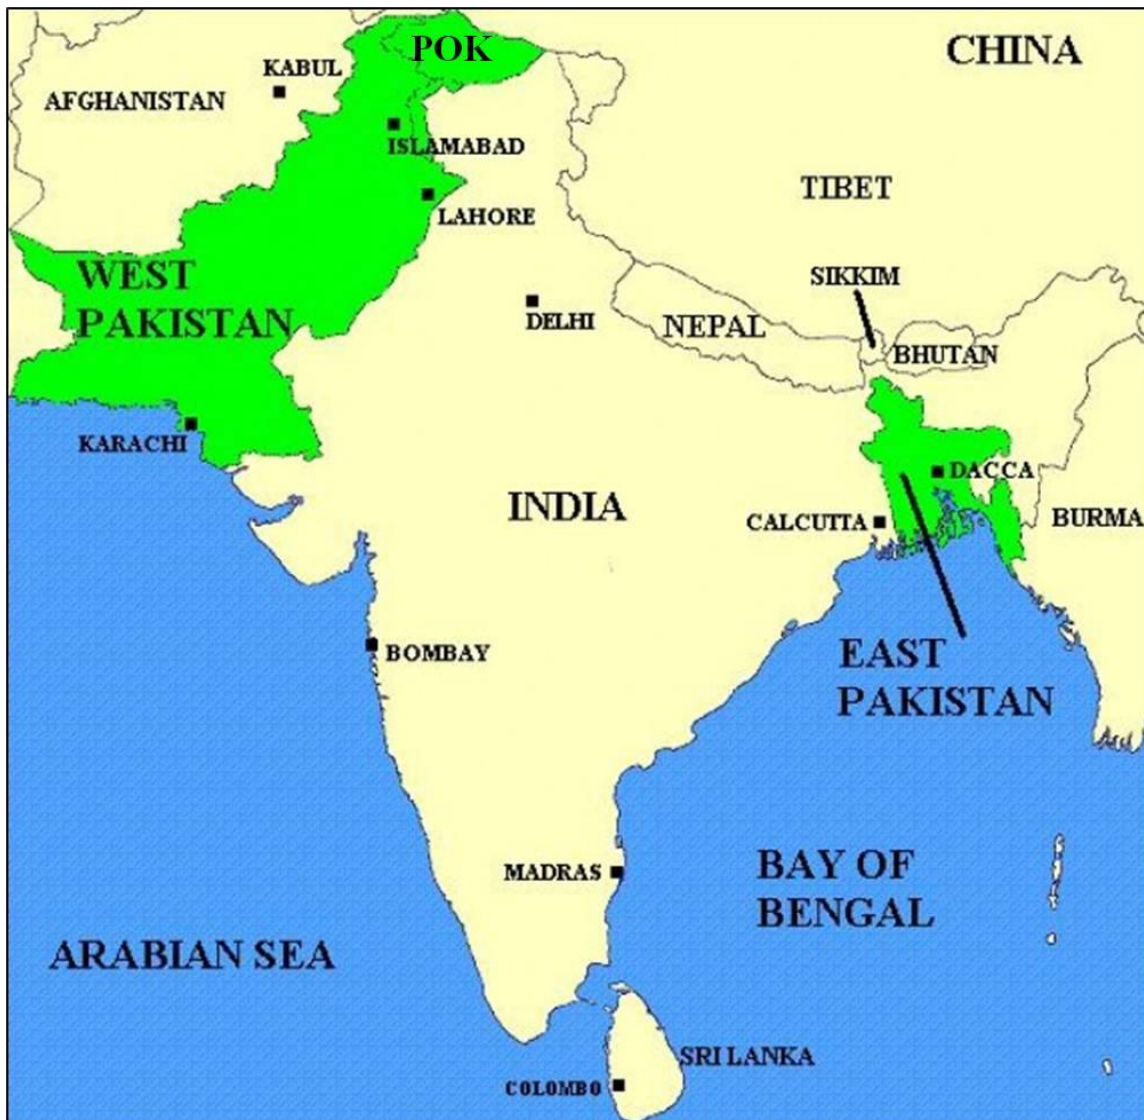 POK
CHINA
KABUL
AFGHANISTAN
ISLAMABAD
TIBET
LAHORE
WEST
PAKISTAN
SIKKIM
DELHI
NEPAL
BHUTAN
KARACHI
DACCA
INDIA
CALCUTTA
BURMA
BOMBAY
EAST
PAKISTAN
MADRAS
BAY OF
BENGAL
ARABIAN SEA
SRI LANKA
COLOMBO